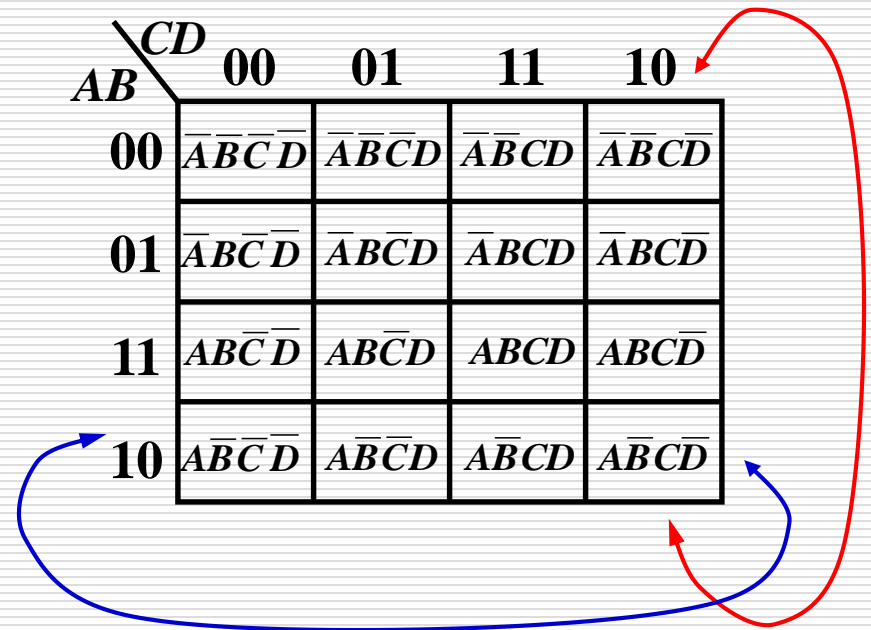 CD
AB
00 01 11 10
00 A̅B̅C̅ D̅ A̅B̅C̅D A̅B̅CD A̅B̅CD̅
01 A̅BC̅ D̅ A̅BC̅D A̅BCD A̅BCD̅
11 ABC̅ D̅ ABC̅D ABCD ABCD̅
10 AB̅C̅ D̅ AB̅C̅D AB̅CD AB̅CD̅